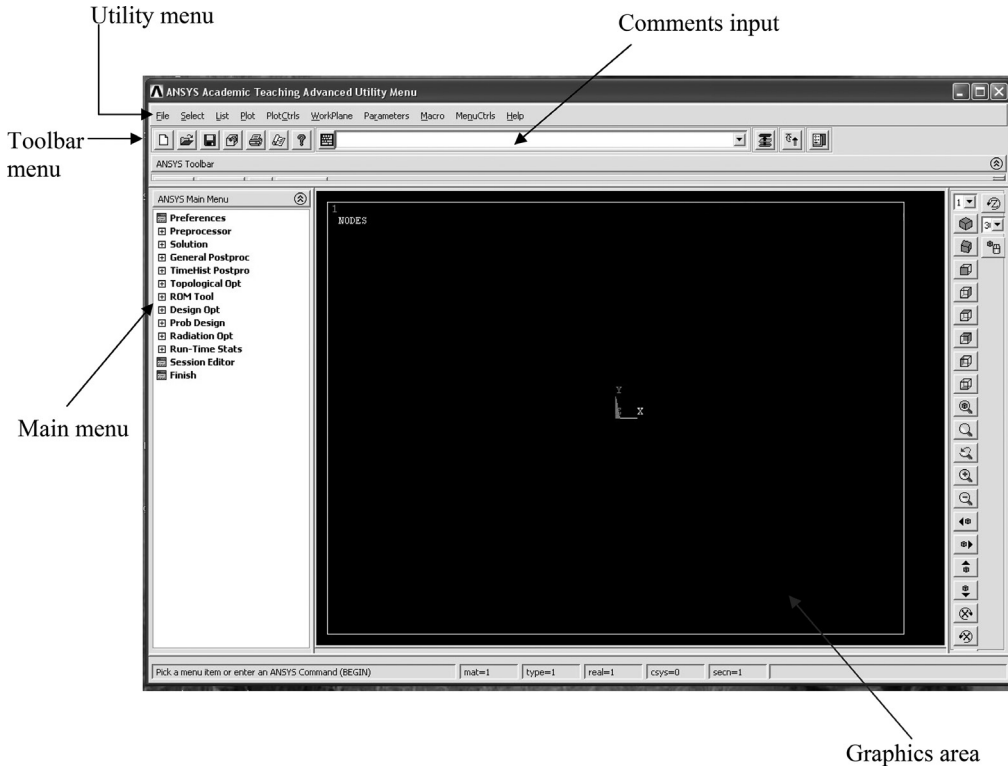 Utility menu
Comments input
ANSYS Academic Teaching Advanced Utility Menu
File Select List Plot PlotCtrls WorkPlane Parameters Macro MenuCtrls Help
Toolbar
menu
ANSYS Toolbar
ANSYS Main Menu
Preferences
Preprocessor
Solution
General Postproc
TimeHist Postpro
Topological Opt
ROM Tool
Design Opt
Prob Design
Radiation Opt
Run-Time Stats
Session Editor
Finish
1
NODES
Y
X
1
Main menu
Pick a menu item or enter an ANSYS Command (BEGIN) mat=1 type=1 real=1 csys=0 secn=1
Graphics area